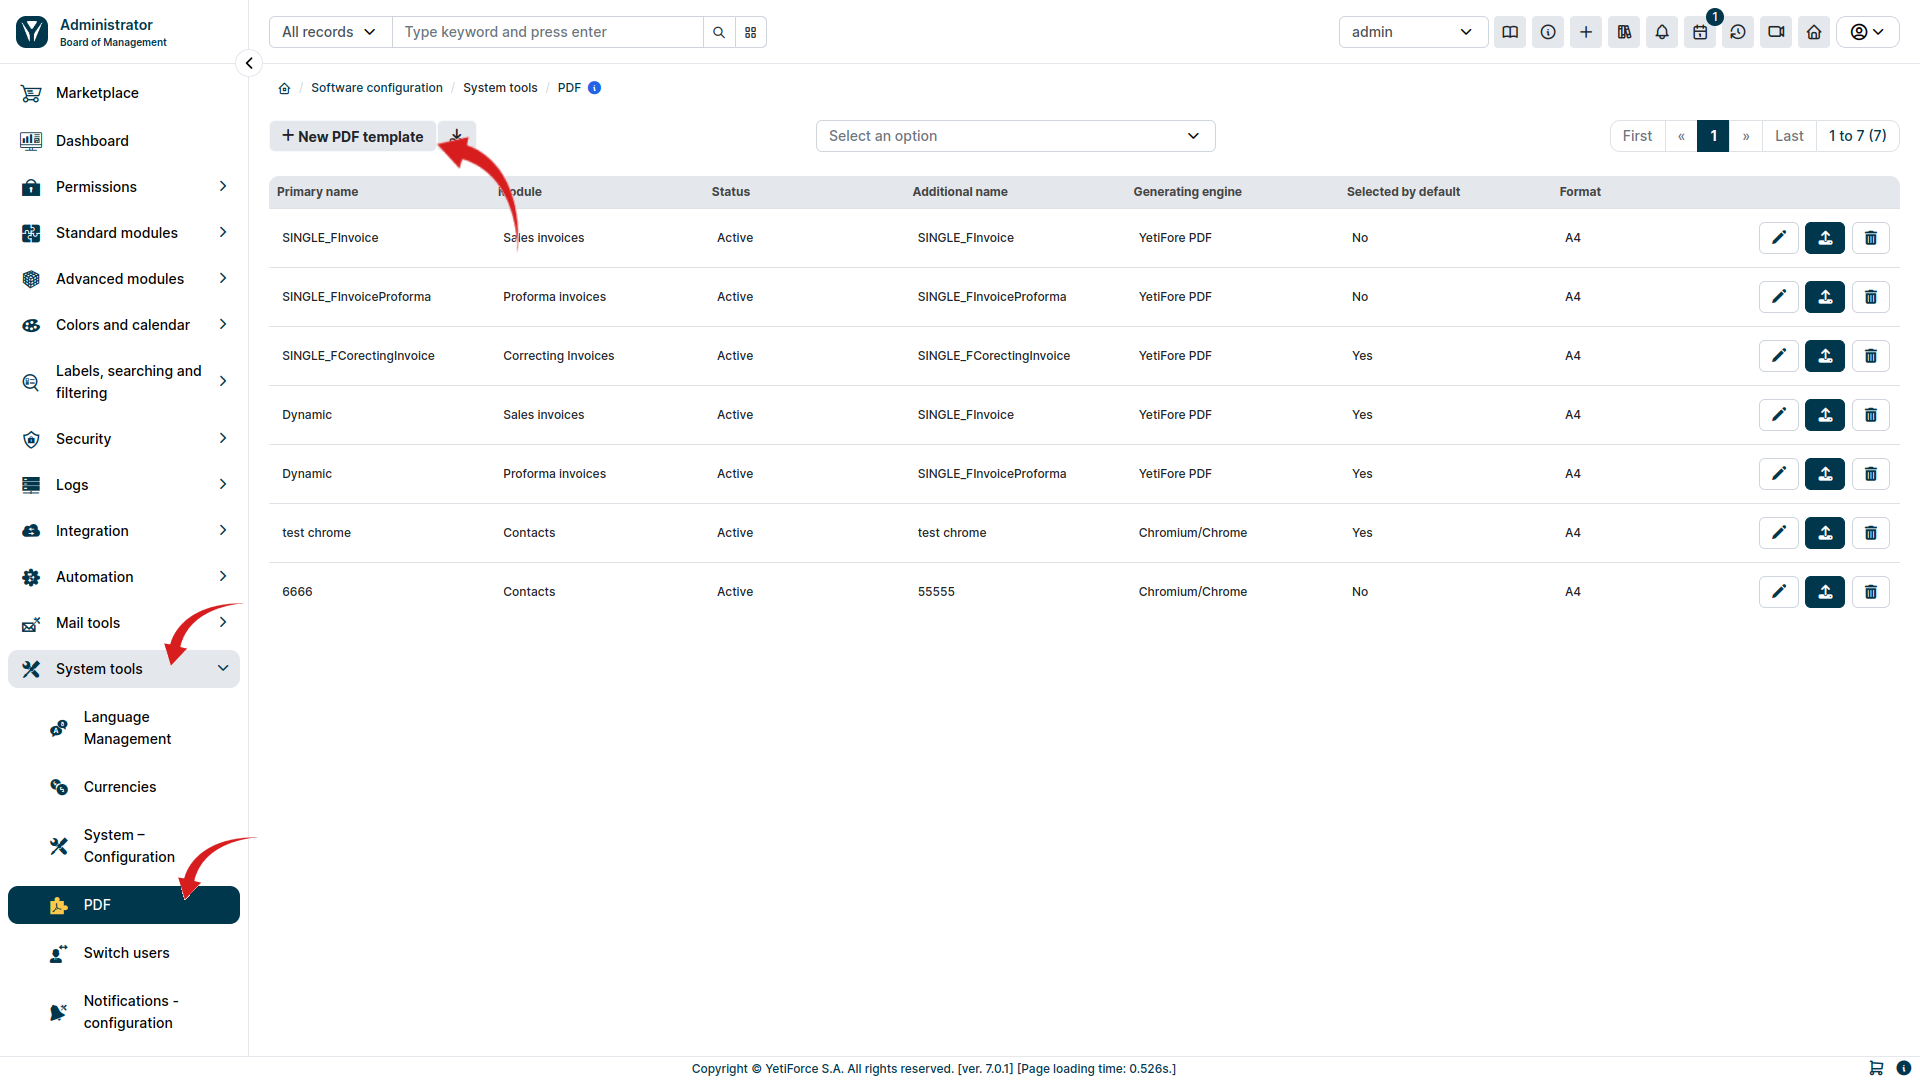 Administrator
Board of Management
All records
Type keyword and press enter
admin
1
Marketplace
Dashboard
Permissions
Standard modules
Advanced modules
Colors and calendar
Labels, searching and
filtering
Security
Logs
Integration
Automation
Mail tools
System tools
Language
Management
Currencies
System –
Configuration
PDF
Switch users
Notifications -
configuration
/ Software configuration / System tools / PDF
+ New PDF template
Select an option
First « 1 » Last 1 to 7 (7)
Primary name Module Status Additional name Generating engine Selected by default Format
SINGLE_FInvoice Sales invoices Active SINGLE_FInvoice YetiFore PDF No A4
SINGLE_FInvoiceProforma Proforma invoices Active SINGLE_FInvoiceProforma YetiFore PDF No A4
SINGLE_FCorectingInvoice Correcting Invoices Active SINGLE_FCorectingInvoice YetiFore PDF Yes A4
Dynamic Sales invoices Active SINGLE_FInvoice YetiFore PDF Yes A4
Dynamic Proforma invoices Active SINGLE_FInvoiceProforma YetiFore PDF Yes A4
test chrome Contacts Active test chrome Chromium/Chrome Yes A4
6666 Contacts Active 55555 Chromium/Chrome No A4
Copyright © YetiForce S.A. All rights reserved. [ver. 7.0.1] [Page loading time: 0.526s.]